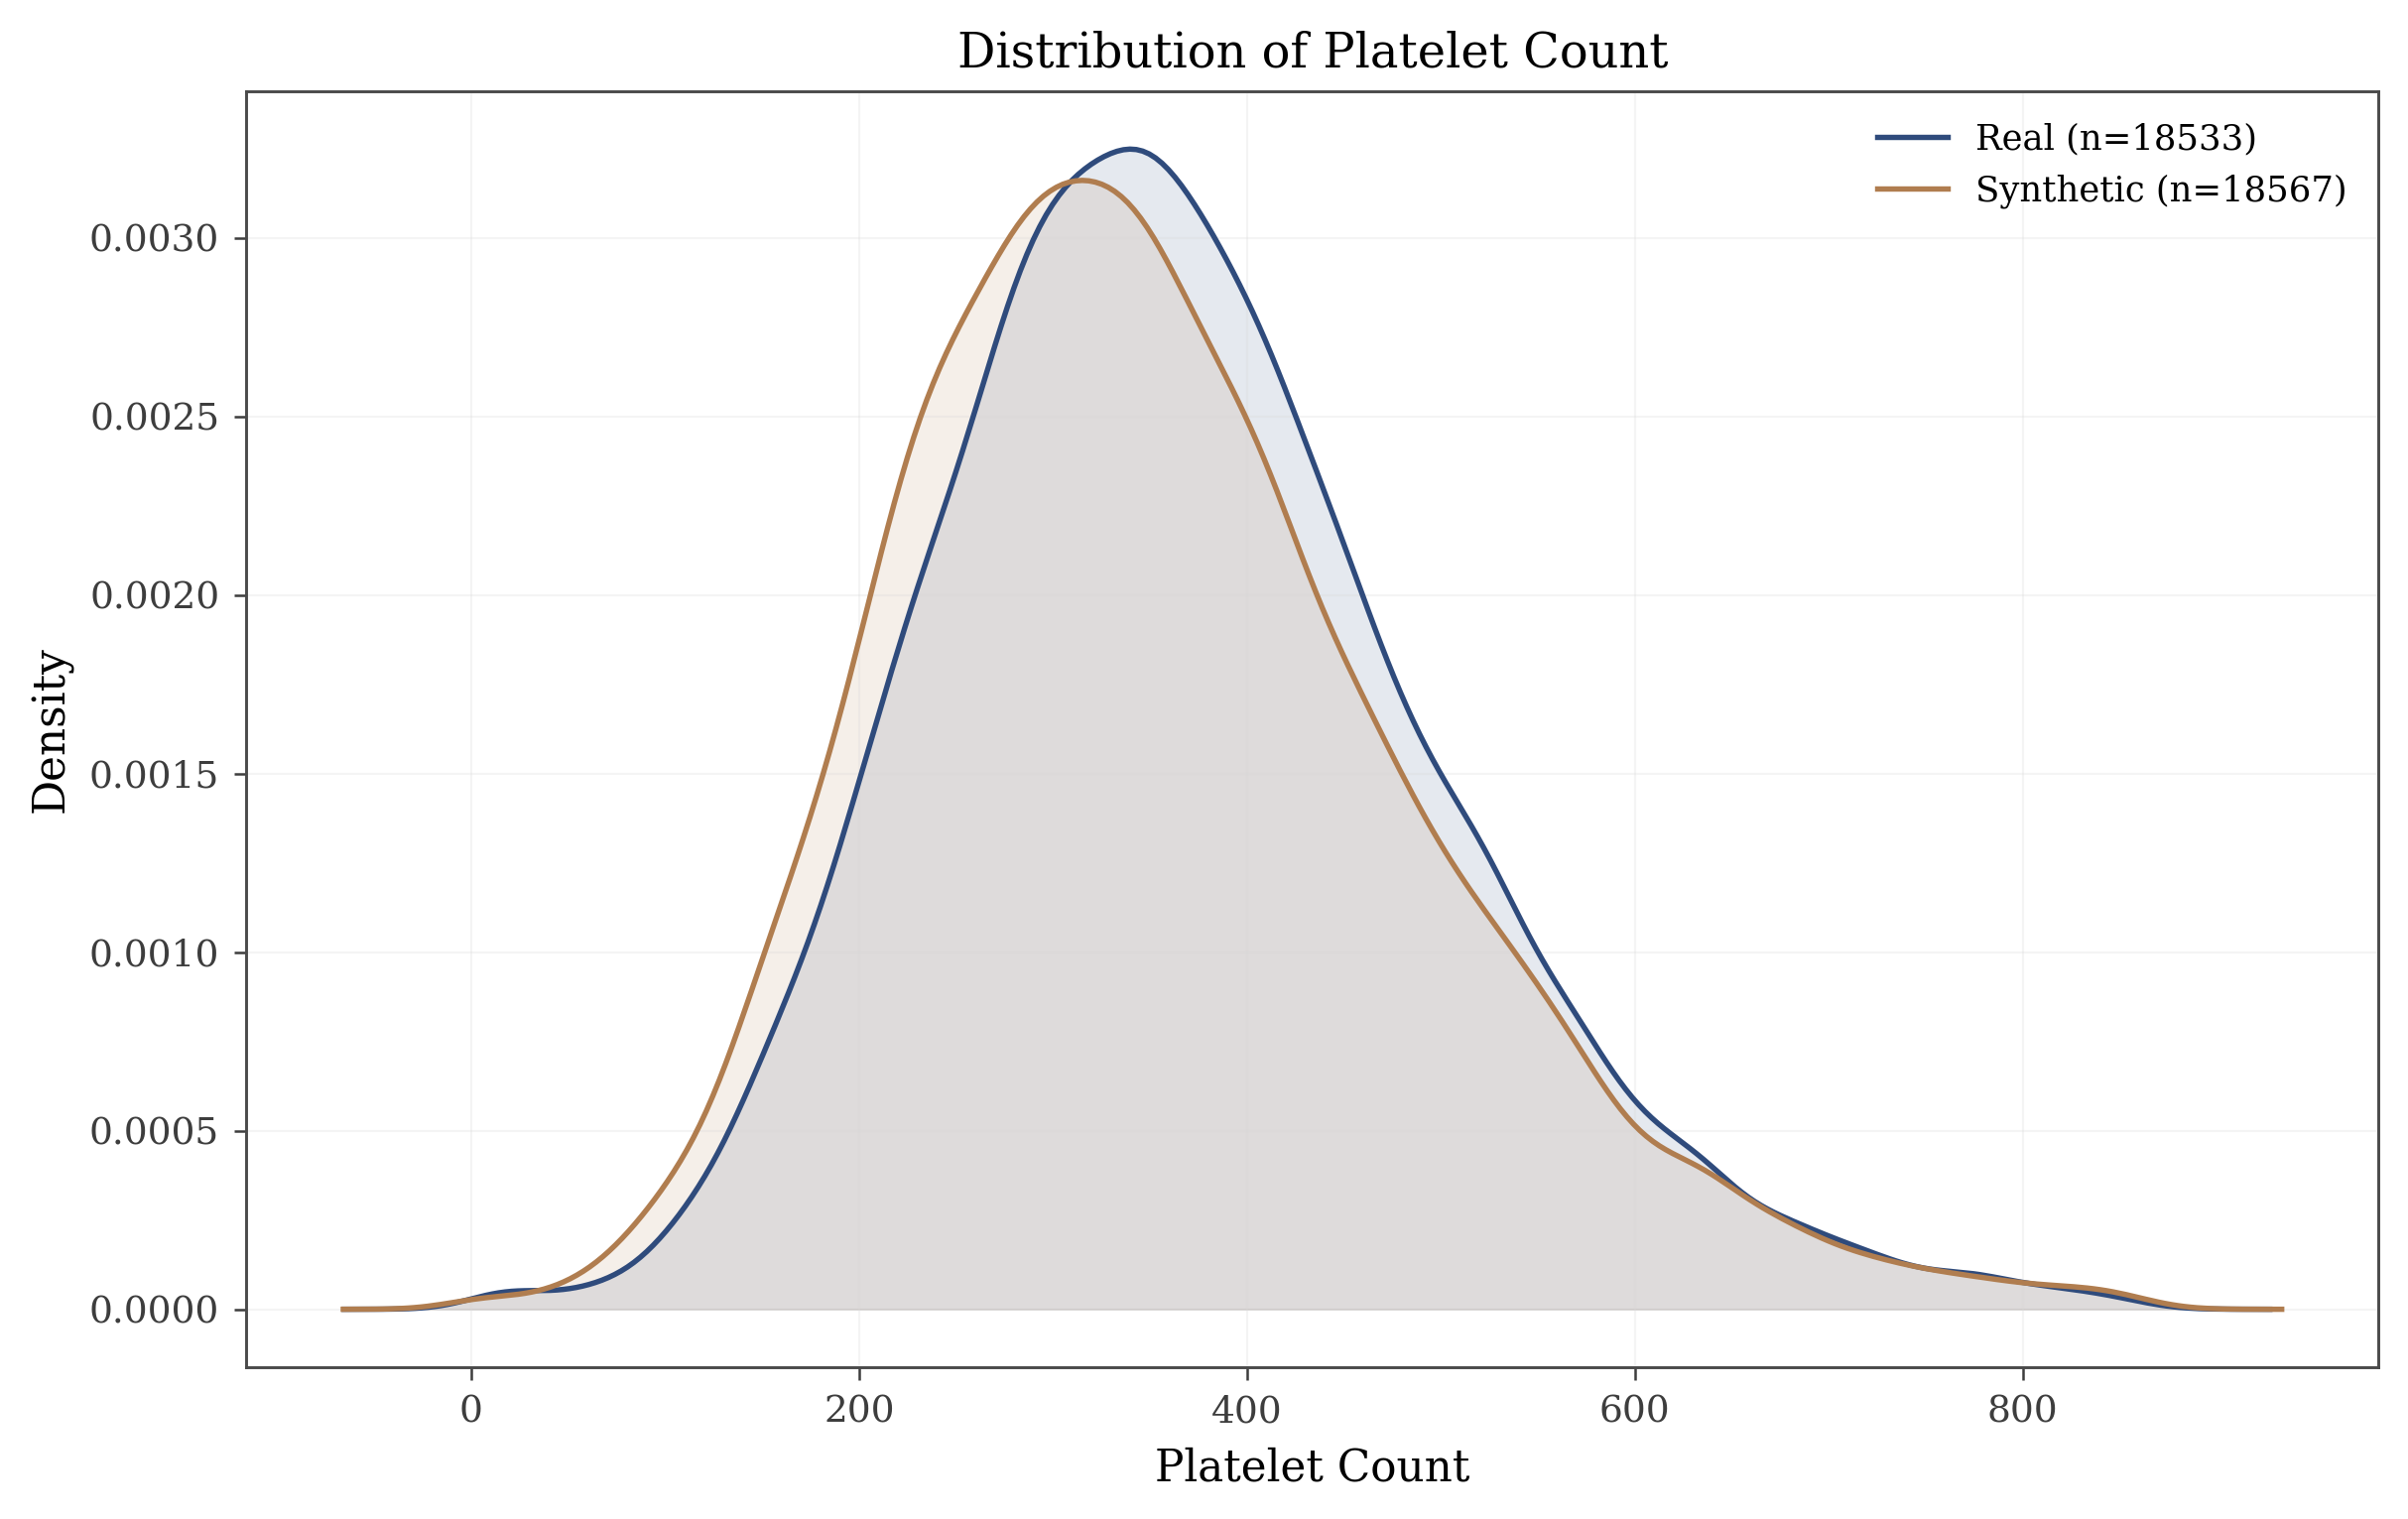 Distribution of Platelet Count
Real (n=18533)
Synthetic (n=18567)
Density
0.0030
0.0025
0.0020
0.0015
0.0010
0.0005
0.0000
0 200 400 600 800
Platelet Count